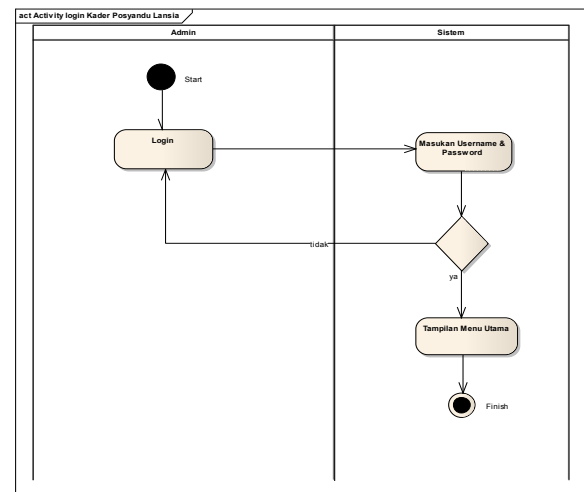 act Activity login Kader Posyandu Lansia
Admin
Sistem
Start
Login
Masukan Username &
Password
tidak
ya
Tampilan Menu Utama
Finish